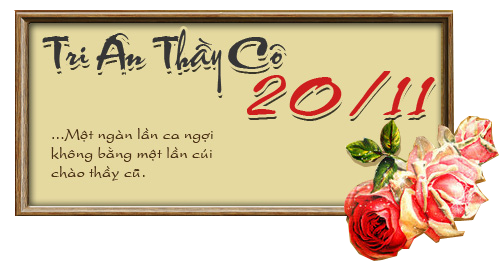 Tri Ân Thầy Cô
20/11
...Một ngàn lần ca ngợi
không bằng một lần cúi
chào thầy cũ.